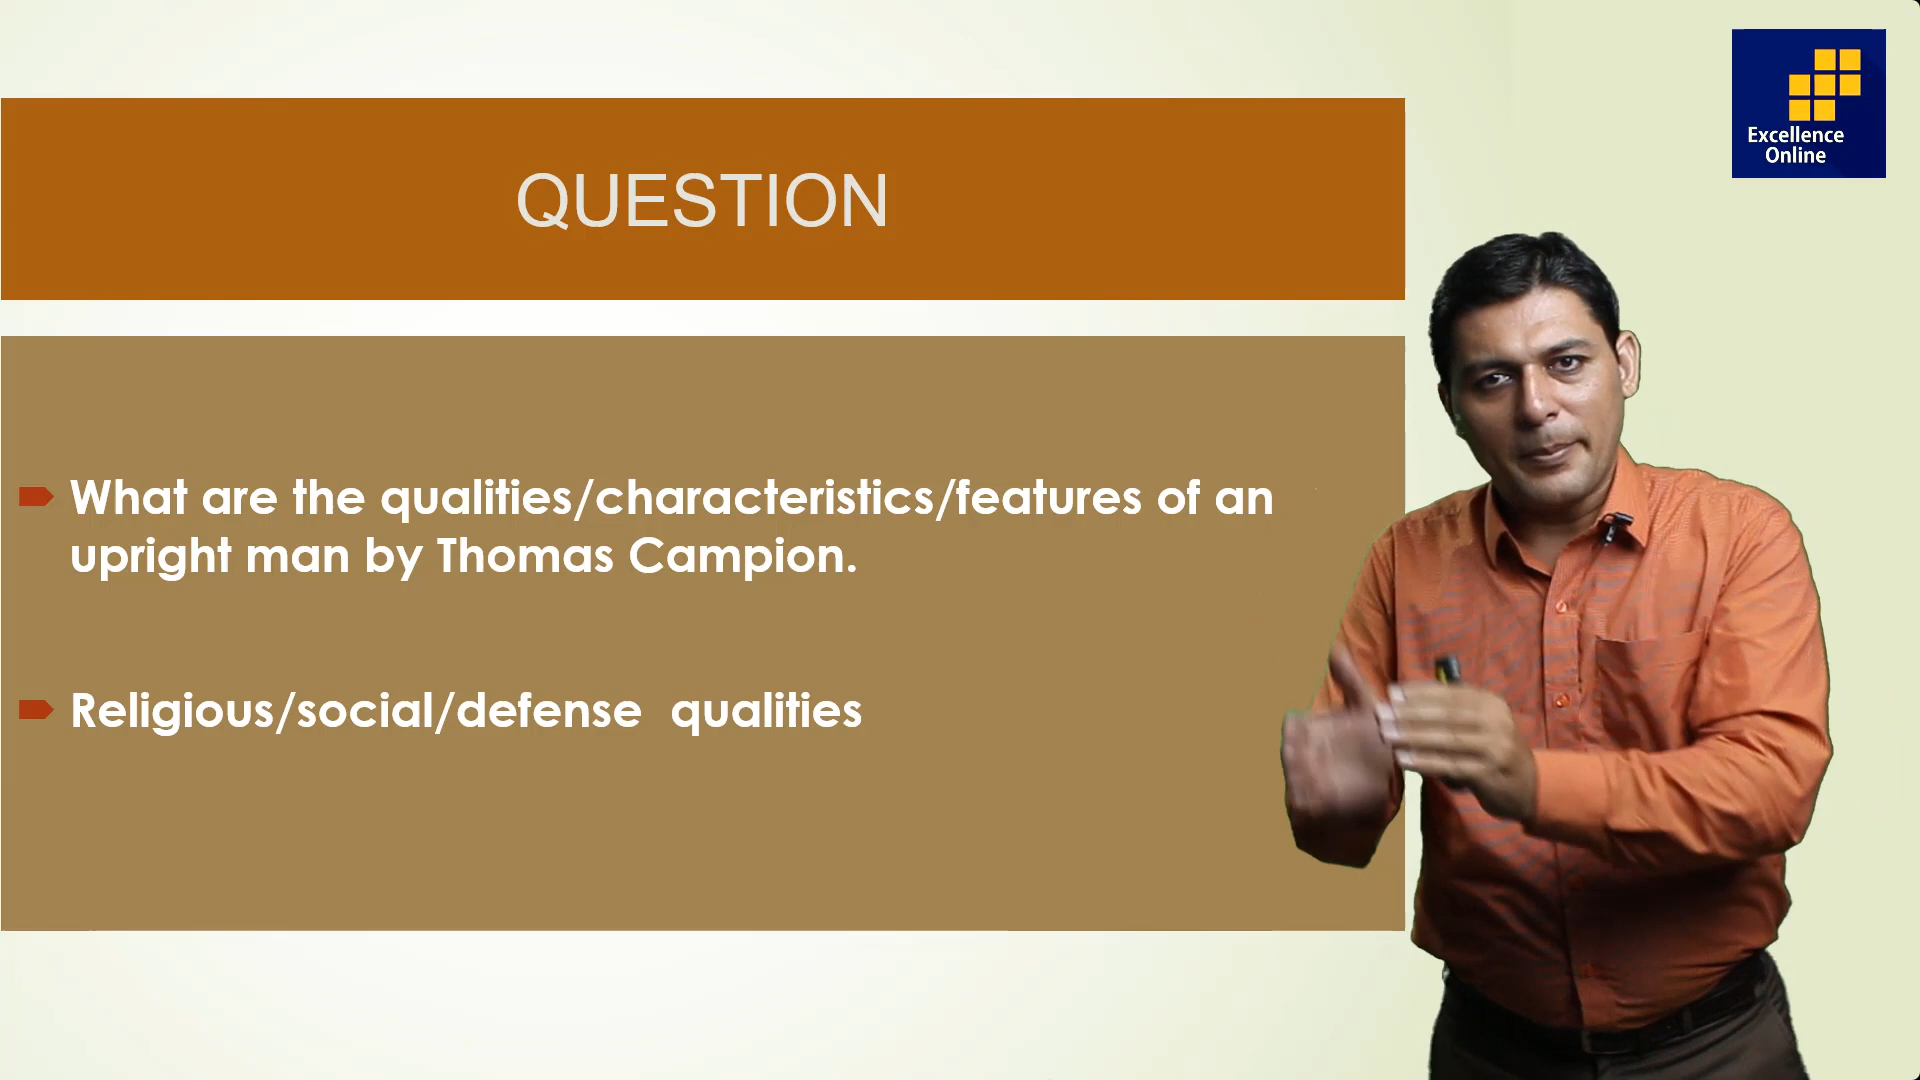 Excellence
Online
QUESTION
What are the qualities/characteristics/features of an
upright man by Thomas Campion.
Religious/social/defense qualities